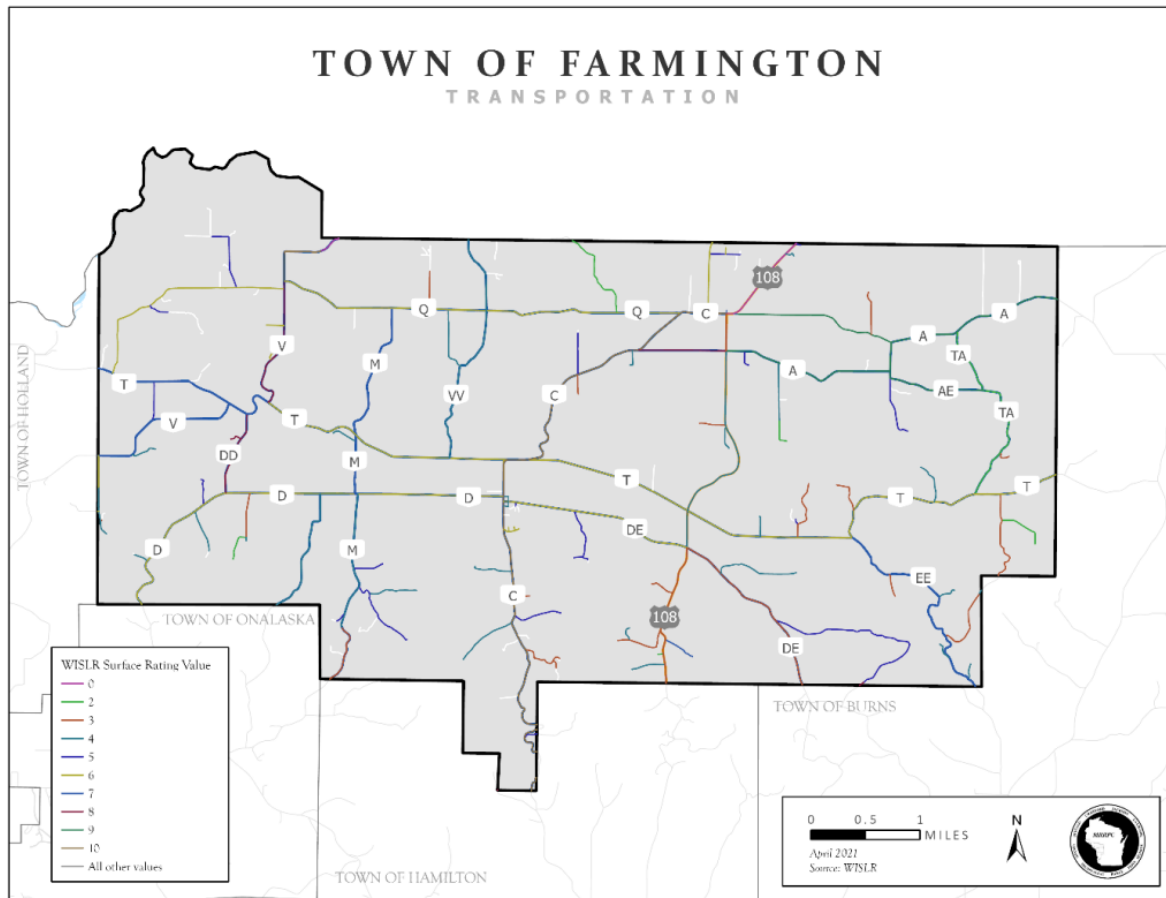 TOWN OF FARMINGTON
TRANSPORTATION
108
Q
Q
C
A
A
V
M
TA
T
VV
C
A
AE
V
T
TA
DD
M
T
D
D
T
T
DE
D
M
EE
C
108
DE
TOWN OF HOLLAND
TOWN OF ONALASKA
TOWN OF BURNS
TOWN OF HAMILTON
WISLR Surface Rating Value
0
2
3
4
5
6
7
8
9
10
All other values
0 0.5 1
MILES
April 2021
Source: WISLR
N
MRRPC